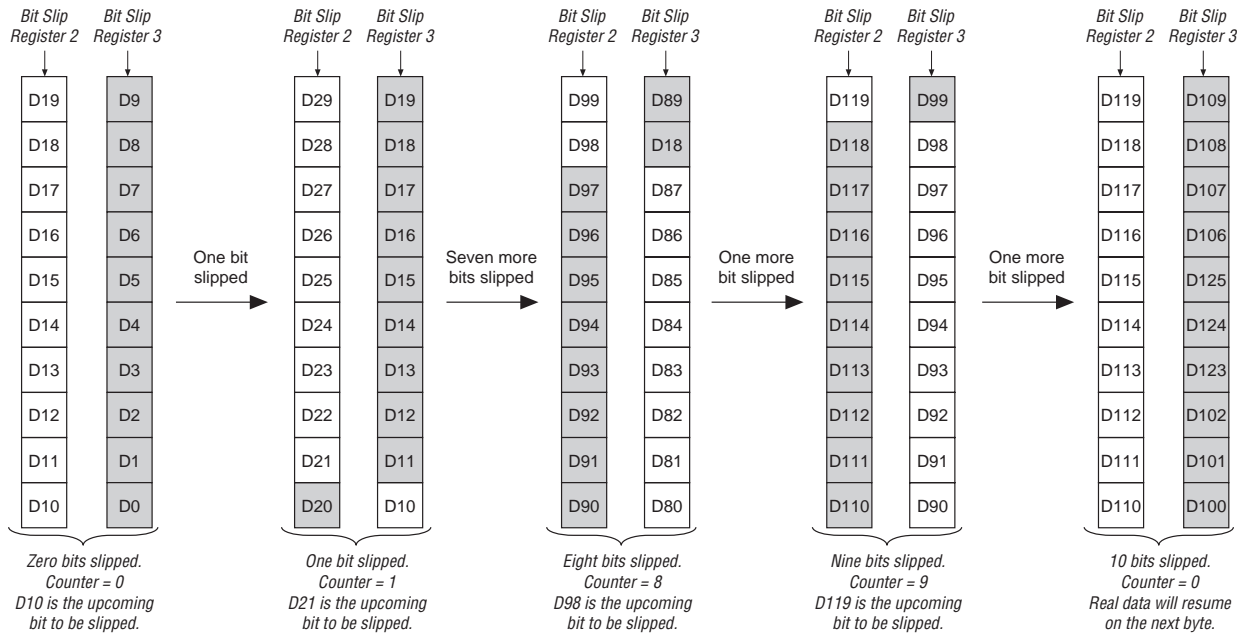 Bit Slip Register 2
Bit Slip Register 3
D19 D9
D18 D8
D17 D7
D16 D6
D15 D5
D14 D4
D13 D3
D12 D2
D11 D1
D10 D0
Zero bits slipped.
Counter = 0
D10 is the upcoming
bit to be slipped.
One bit
slipped
Bit Slip Register 2
Bit Slip Register 3
D29 D19
D28 D18
D27 D17
D26 D16
D25 D15
D24 D14
D23 D13
D22 D12
D21 D11
D20 D10
One bit slipped.
Counter = 1
D21 is the upcoming
bit to be slipped.
Seven more
bits slipped
Bit Slip Register 2
Bit Slip Register 3
D99 D89
D98 D18
D97 D87
D96 D86
D95 D85
D94 D84
D93 D83
D92 D82
D91 D81
D90 D80
Eight bits slipped.
Counter = 8
D98 is the upcoming
bit to be slipped.
One more
bit slipped
Bit Slip Register 2
Bit Slip Register 3
D119 D99
D118 D98
D117 D97
D116 D96
D115 D95
D114 D94
D113 D93
D112 D92
D111 D91
D110 D90
Nine bits slipped.
Counter = 9
D119 is the upcoming
bit to be slipped.
One more
bit slipped
Bit Slip Register 2
Bit Slip Register 3
D119 D109
D118 D108
D117 D107
D116 D106
D115 D125
D114 D124
D113 D123
D112 D102
D111 D101
D110 D100
10 bits slipped.
Counter = 0
Real data will resume
on the next byte.